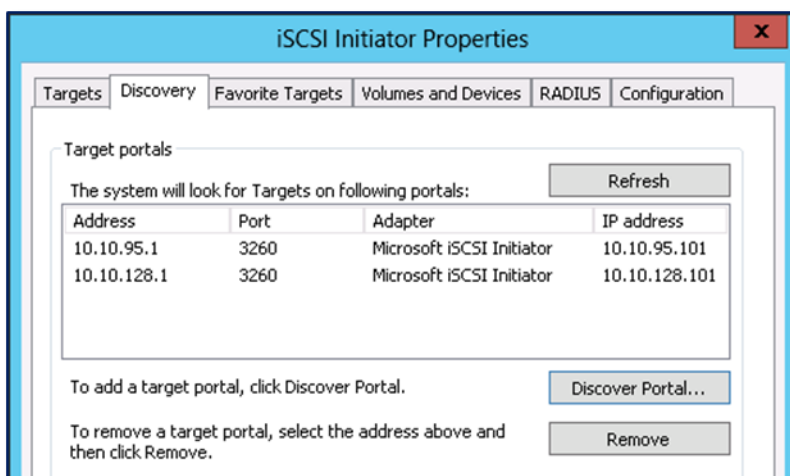 iSCSI Initiator Properties
x
Targets Discovery Favorite Targets Volumes and Devices RADIUS Configuration
Target portals
The system will look for Targets on following portals:
Refresh
Address Port Adapter IP address
10.10.95.1 3260 Microsoft iSCSI Initiator 10.10.95.101
10.10.128.1 3260 Microsoft iSCSI Initiator 10.10.128.101
To add a target portal, click Discover Portal.
Discover Portal...
To remove a target portal, select the address above and
then click Remove.
Remove